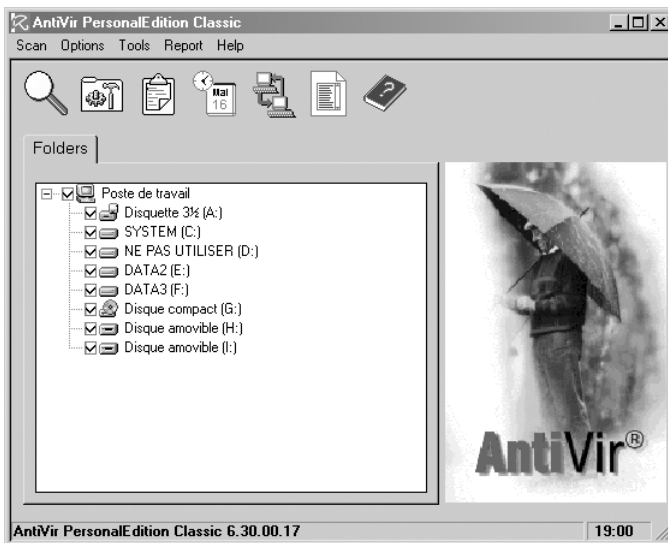 AntiVir PersonalEdition Classic
Scan Options Tools Report Help
Mai
16
?
Folders
Poste de travail
Disquette 3½ (A:)
SYSTEM (C:)
NE PAS UTILISER (D:)
DATA2 (E:)
DATA3 (F:)
Disque compact (G:)
Disque amovible (H:)
Disque amovible (I:)
AntiVir®
AntiVir PersonalEdition Classic 6.30.00.17 19:00